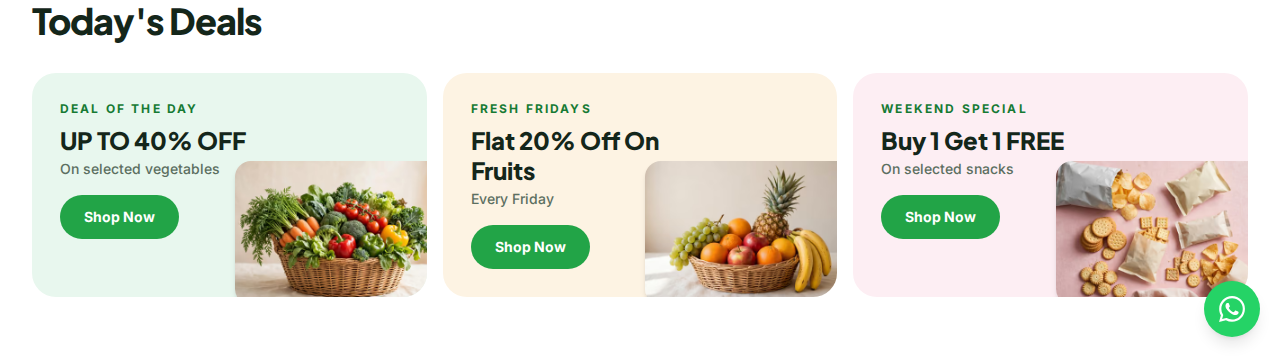 Today's Deals
DEAL OF THE DAY
UP TO 40% OFF
On selected vegetables
Shop Now
FRESH FRIDAYS
Flat 20% Off On
Fruits
Every Friday
Shop Now
WEEKEND SPECIAL
Buy 1 Get 1 FREE
On selected snacks
Shop Now